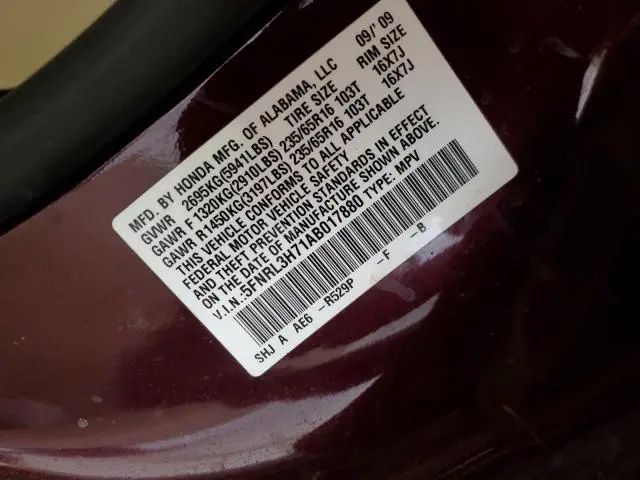 MFD. BY HONDA MFG. OF ALABAMA, LLC 09/'09
GVWR 2695KG(5941LBS) TIRE SIZE RIM SIZE
GAWR F 1320KG(2910LBS) 235/65R16 103T 16X7J
GAWR R1450KG(3197LBS) 235/65R16 103T 16X7J
THIS VEHICLE CONFORMS TO ALL APPLICABLE
FEDERAL MOTOR VEHICLE SAFETY
AND THEFT PREVENTION STANDARDS IN EFFECT
ON THE DATE OF MANUFACTURE SHOWN ABOVE.
V.I.N.:5FNRL3H71AB017880 TYPE: MPV
SHJ A AE6 -R529P -F -B